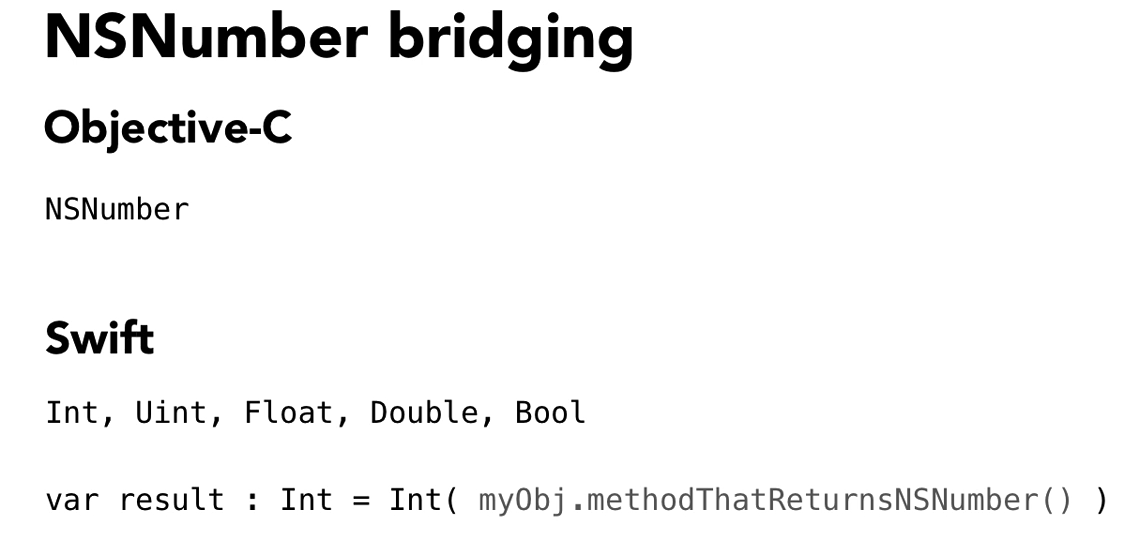 NSNumber bridging
Objective-C
NSNumber
Swift
Int, Uint, Float, Double, Bool
var result : Int = Int( myObj.methodThatReturnsNSNumber() )